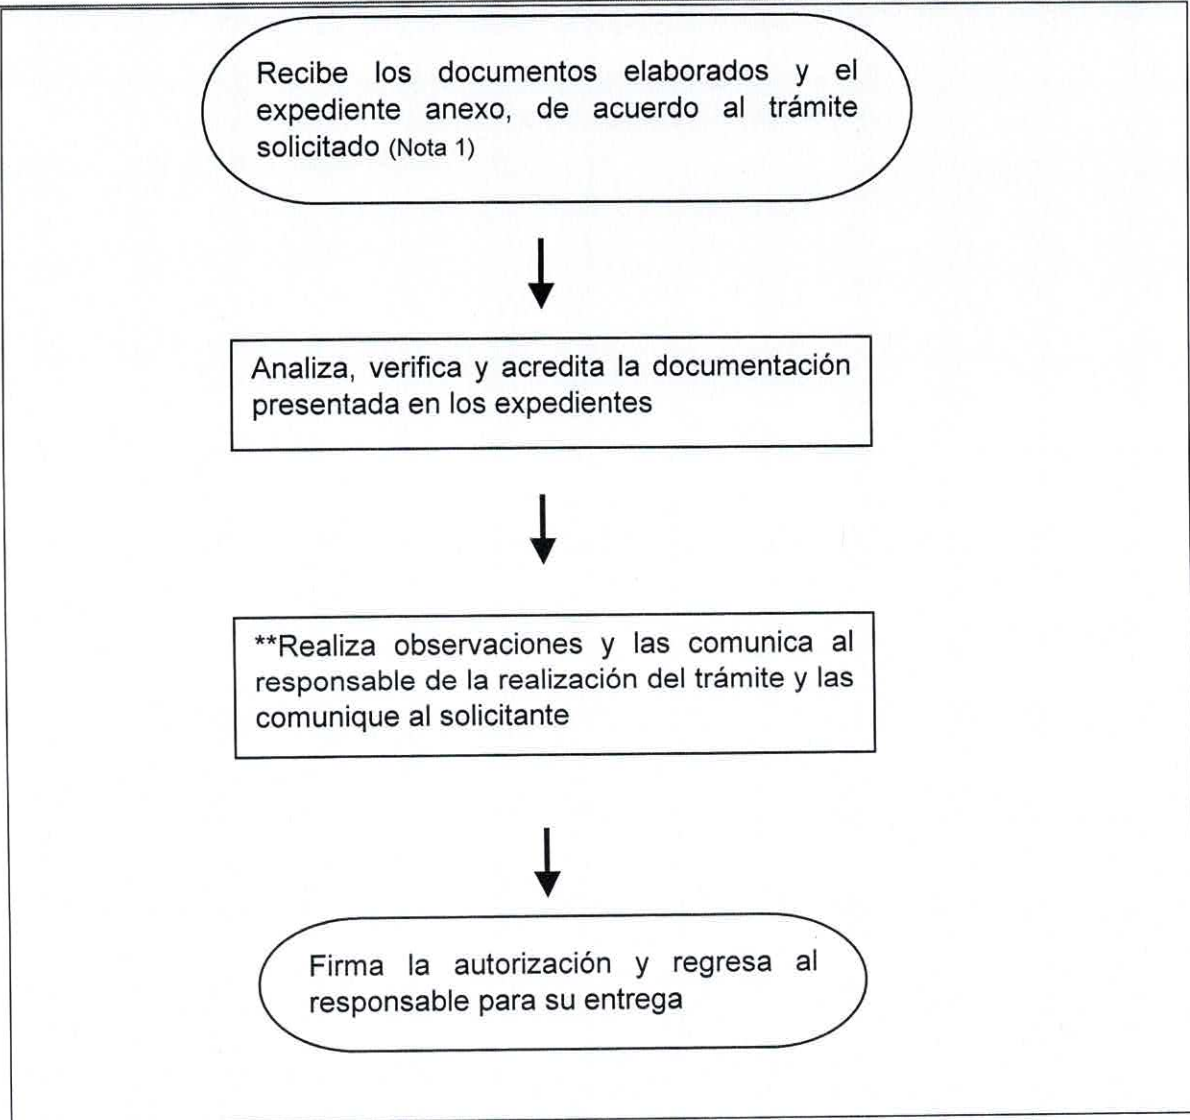 Recibe los documentos elaborados y el
expediente anexo, de acuerdo al trámite
solicitado (Nota 1)
Analiza, verifica y acredita la documentación
presentada en los expedientes
**Realiza observaciones y las comunica al
responsable de la realización del trámite y las
comunique al solicitante
Firma la autorización y regresa al
responsable para su entrega